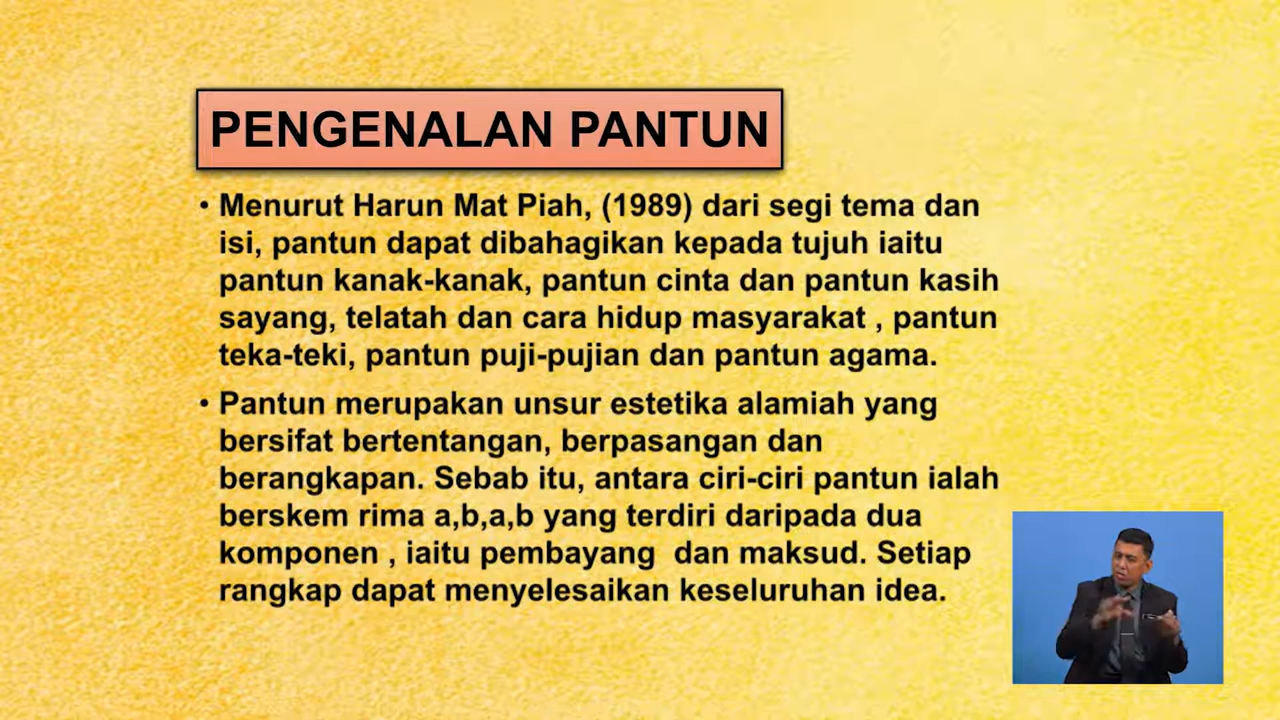 PENGENALAN PANTUN
• Menurut Harun Mat Piah, (1989) dari segi tema dan
isi, pantun dapat dibahagikan kepada tujuh iaitu
pantun kanak-kanak, pantun cinta dan pantun kasih
sayang, telatah dan cara hidup masyarakat , pantun
teka-teki, pantun puji-pujian dan pantun agama.
• Pantun merupakan unsur estetika alamiah yang
bersifat bertentangan, berpasangan dan
berangkapan. Sebab itu, antara ciri-ciri pantun ialah
berskem rima a,b,a,b yang terdiri daripada dua
komponen , iaitu pembayang  dan maksud. Setiap
rangkap dapat menyelesaikan keseluruhan idea.